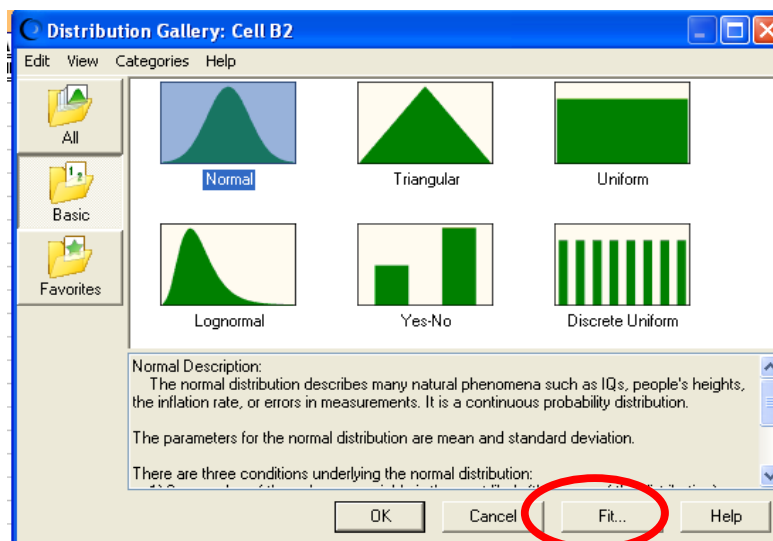 Distribution Gallery: Cell B2
Edit View Categories Help
All
Basic
Favorites
Normal Triangular Uniform
Lognormal Yes-No Discrete Uniform
Normal Description:
The normal distribution describes many natural phenomena such as IQs, people's heights,
the inflation rate, or errors in measurements. It is a continuous probability distribution.
The parameters for the normal distribution are mean and standard deviation.
There are three conditions underlying the normal distribution:
OK Cancel Fit... Help